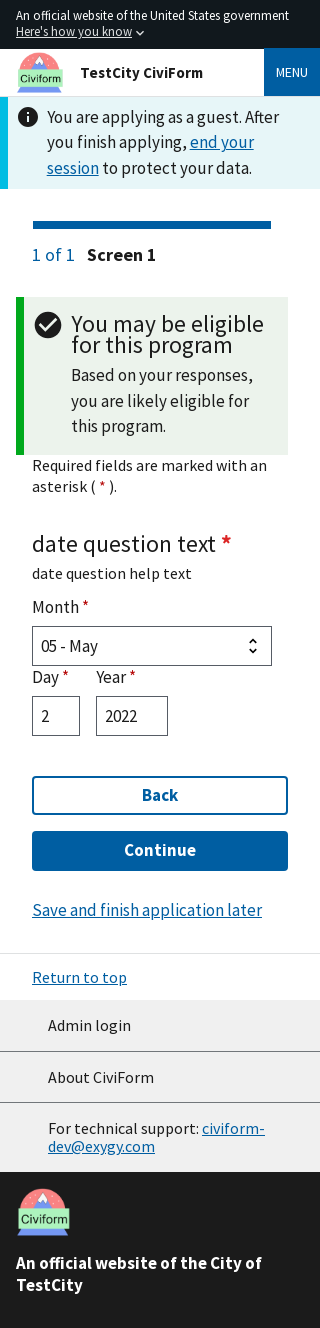 An official website of the United States government
Here's how you know
Civiform
TestCity CiviForm
MENU
You are applying as a guest. After
you finish applying, end your
session to protect your data.
1 of 1 Screen 1
You may be eligible
for this program
Based on your responses,
you are likely eligible for
this program.
Required fields are marked with an
asterisk ( * ).
date question text *
date question help text
Month *
05 - May
Day * Year *
2 2022
Back
Continue
Save and finish application later
Return to top
Admin login
About CiviForm
For technical support: civiform-
dev@exygy.com
Civiform
An official website of the City of
TestCity